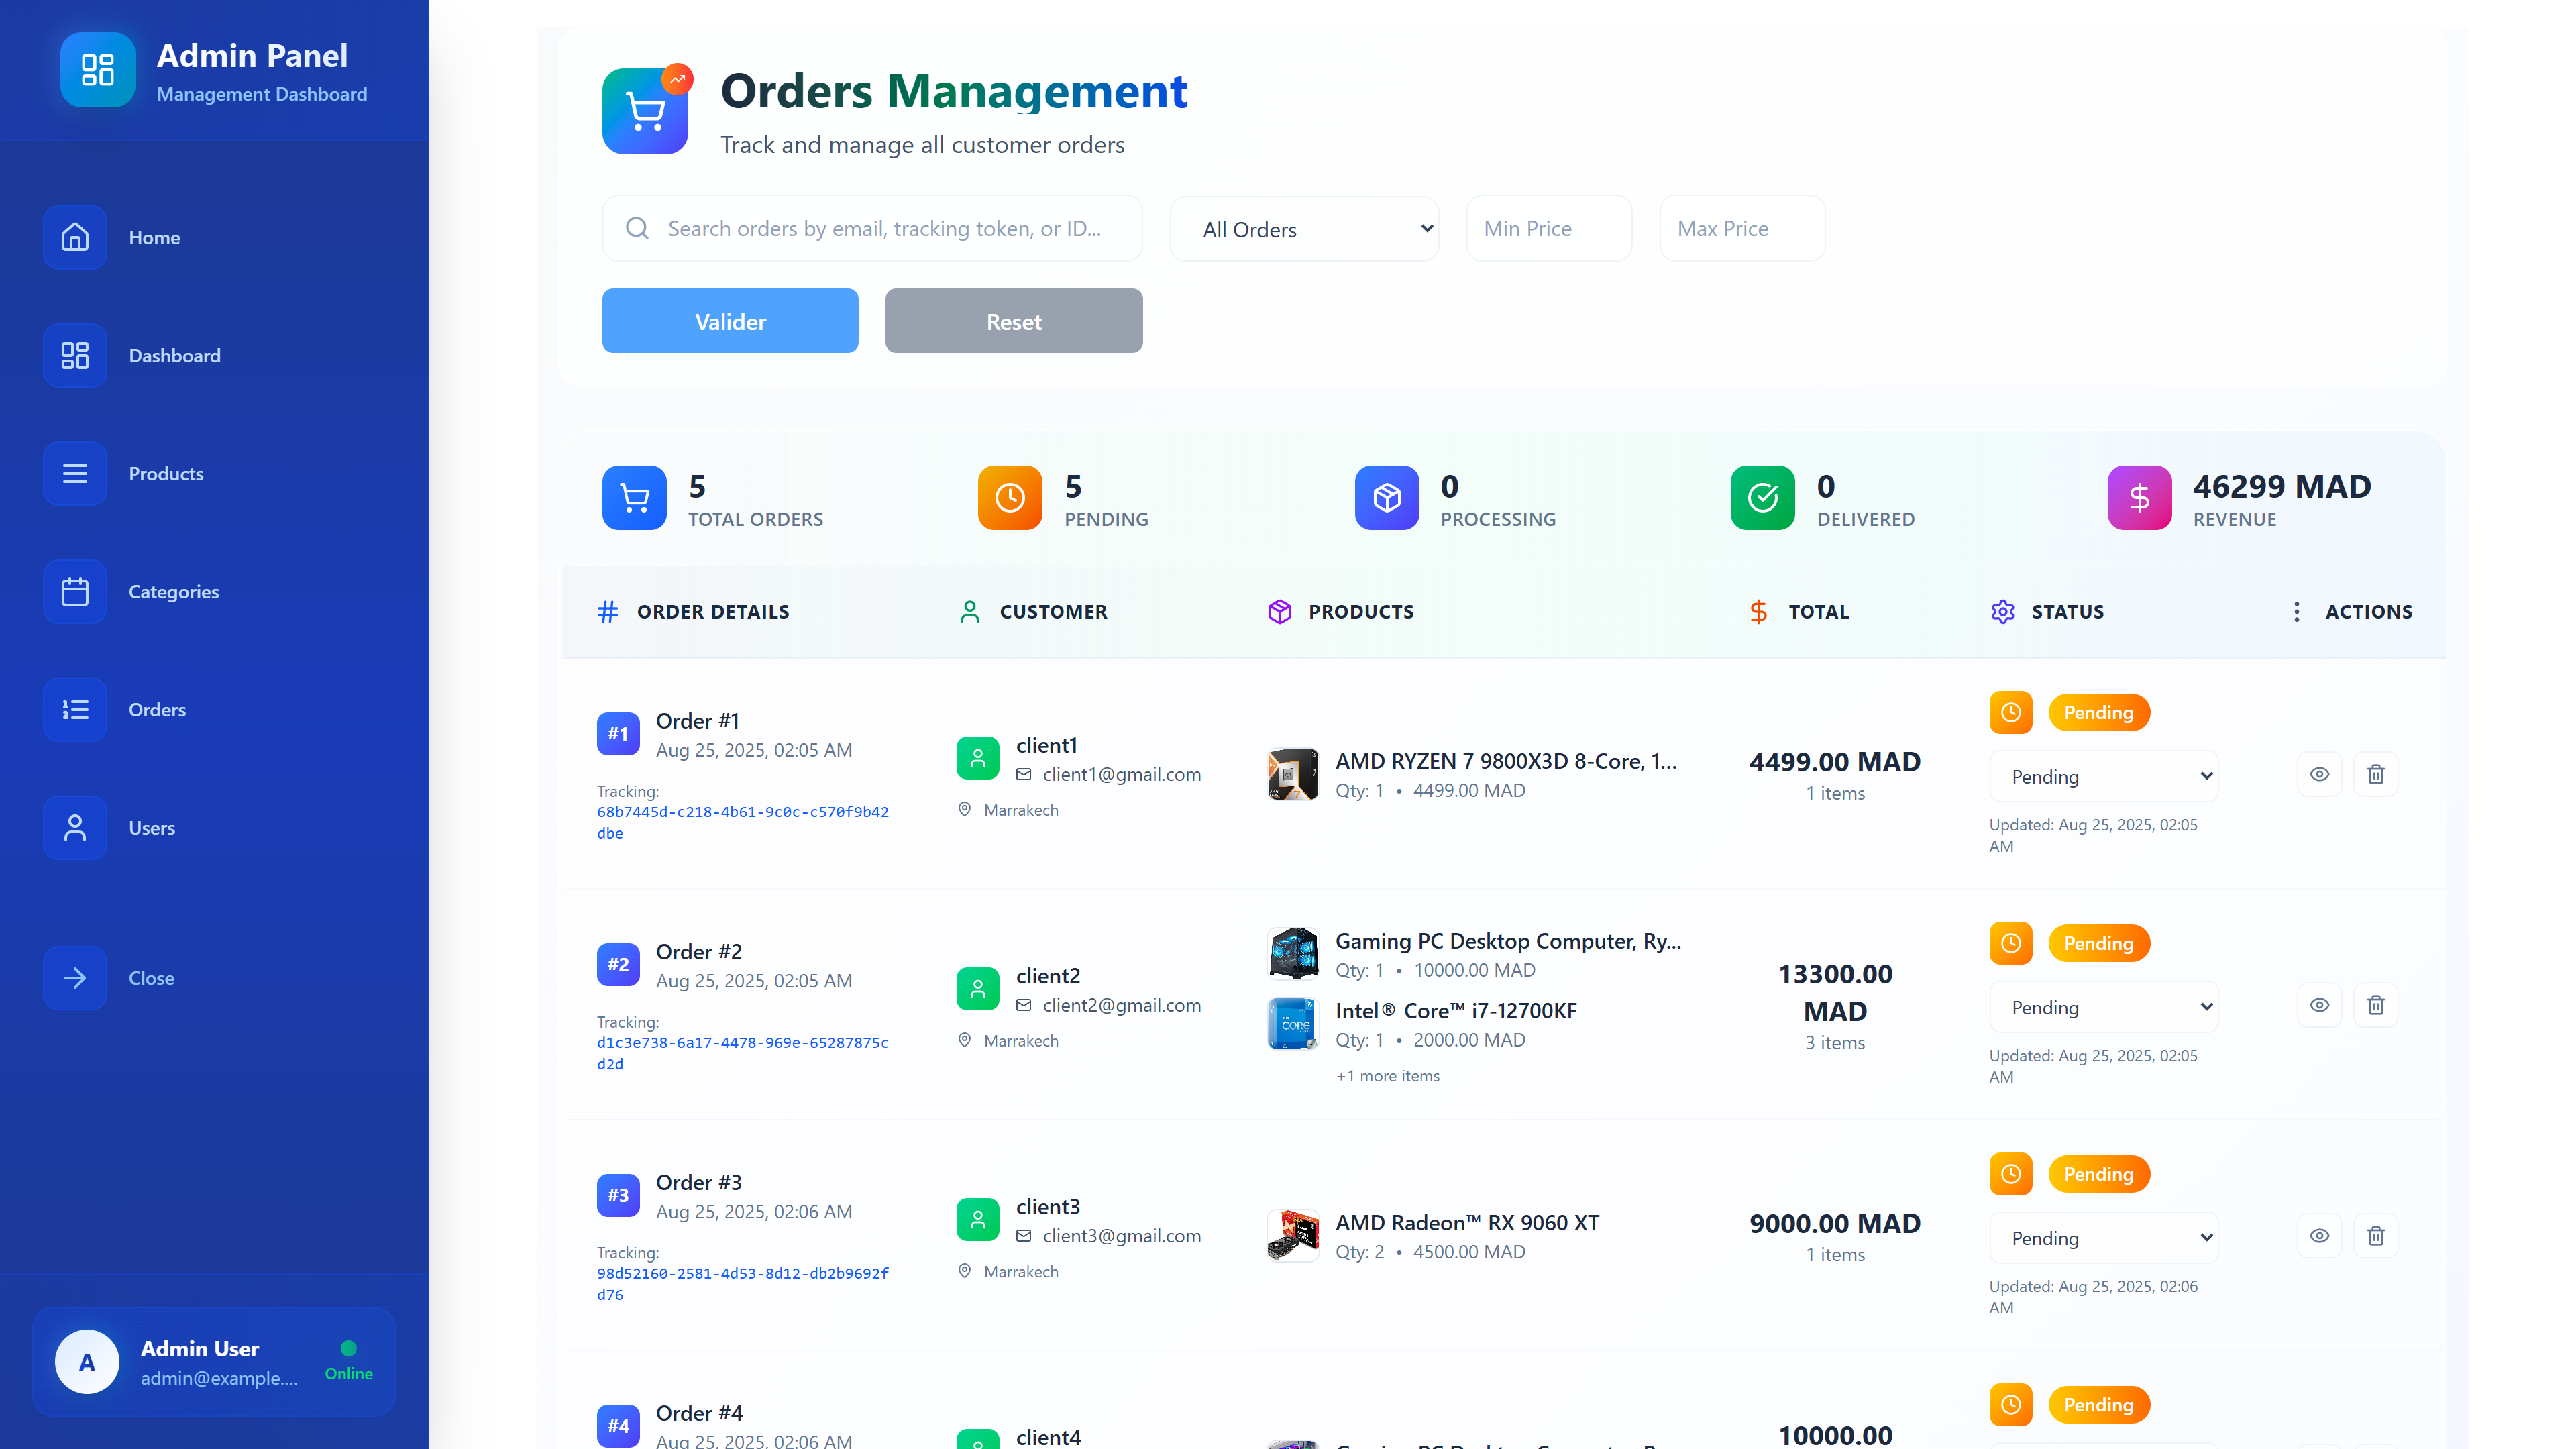 Admin Panel
Management Dashboard
Home
Dashboard
Products
Categories
Orders
Users
Close
A
Admin User
admin@example....
Online
Orders Management
Track and manage all customer orders
Search orders by email, tracking token, or ID...
All Orders
Min Price
Max Price
Valider
Reset
5
TOTAL ORDERS
5
PENDING
0
PROCESSING
0
DELIVERED
46299 MAD
REVENUE
ORDER DETAILS
CUSTOMER
PRODUCTS
TOTAL
STATUS
ACTIONS
#1
Order #1
Aug 25, 2025, 02:05 AM
Tracking:
68b7445d-c218-4b61-9c0c-c570f9b42
dbe
client1
client1@gmail.com
Marrakech
AMD RYZEN 7 9800X3D 8-Core, 1...
Qty: 1 • 4499.00 MAD
4499.00 MAD
1 items
Pending
Pending
Updated: Aug 25, 2025, 02:05
AM
#2
Order #2
Aug 25, 2025, 02:05 AM
Tracking:
d1c3e738-6a17-4478-969e-65287875c
d2d
client2
client2@gmail.com
Marrakech
Gaming PC Desktop Computer, Ry...
Qty: 1 • 10000.00 MAD
CORE
Intel® Core™ i7-12700KF
Qty: 1 • 2000.00 MAD
+1 more items
13300.00
MAD
3 items
Pending
Pending
Updated: Aug 25, 2025, 02:05
AM
#3
Order #3
Aug 25, 2025, 02:06 AM
Tracking:
98d52160-2581-4d53-8d12-db2b9692f
d76
client3
client3@gmail.com
Marrakech
AMD Radeon™ RX 9060 XT
Qty: 2 • 4500.00 MAD
9000.00 MAD
1 items
Pending
Pending
Updated: Aug 25, 2025, 02:06
AM
#4
Order #4
Aug 25, 2025, 02:06 AM
client4
10000.00
Pending